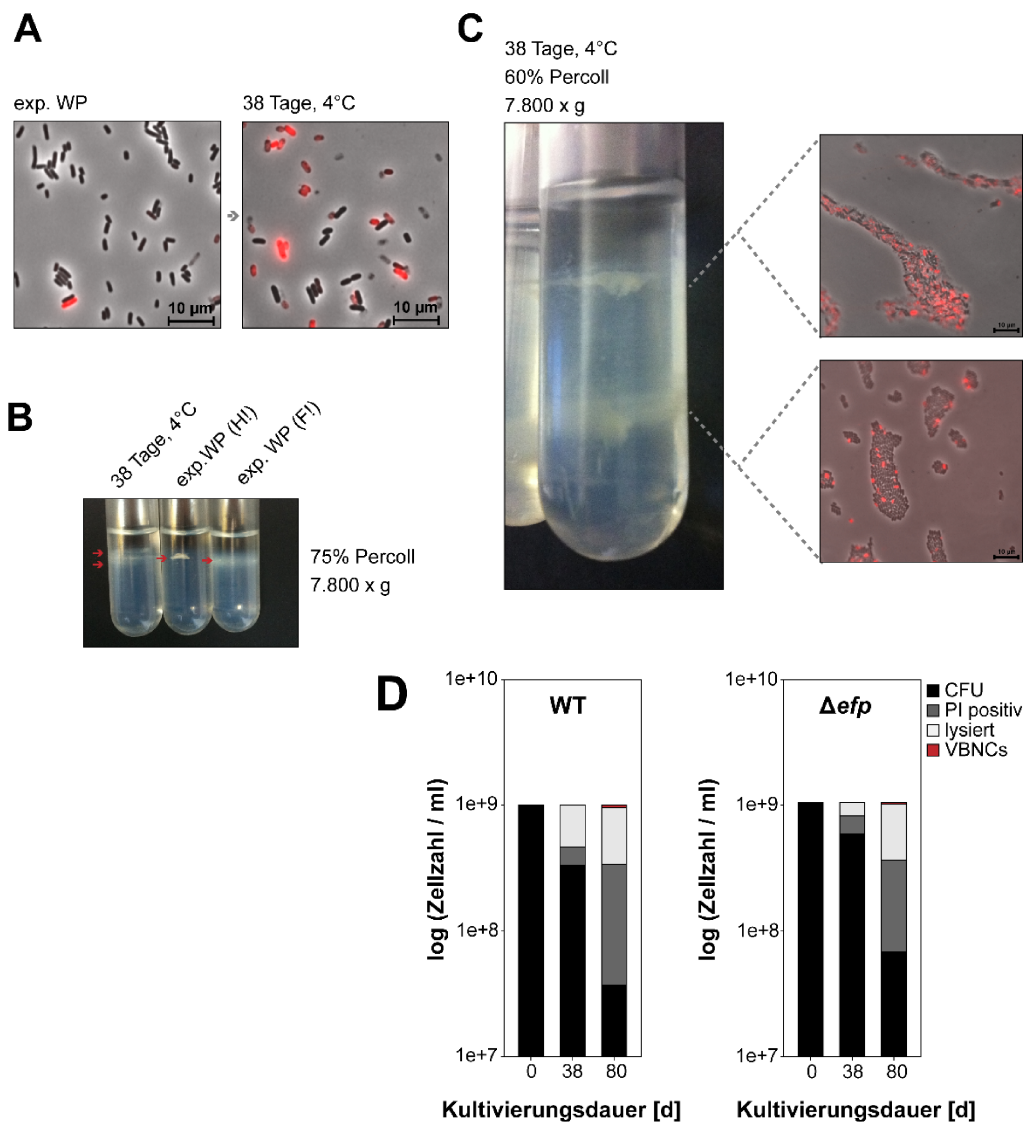 A
exp. WP
38 Tage, 4°C
10 µm
10 µm
B
38 Tage, 4°C
exp.WP (H!)
exp. WP (F!)
75% Percoll
7.800 x g
C
38 Tage, 4°C
60% Percoll
7.800 x g
10 µm
10 µm
D
WT
1e+10
1e+9
1e+8
1e+7
log (Zellzahl / ml)
0 38 80
Kultivierungsdauer [d]
Δefp
1e+10
1e+9
1e+8
1e+7
log (Zellzahl / ml)
0 38 80
Kultivierungsdauer [d]
CFU
PI positiv
lysiert
VBNCs